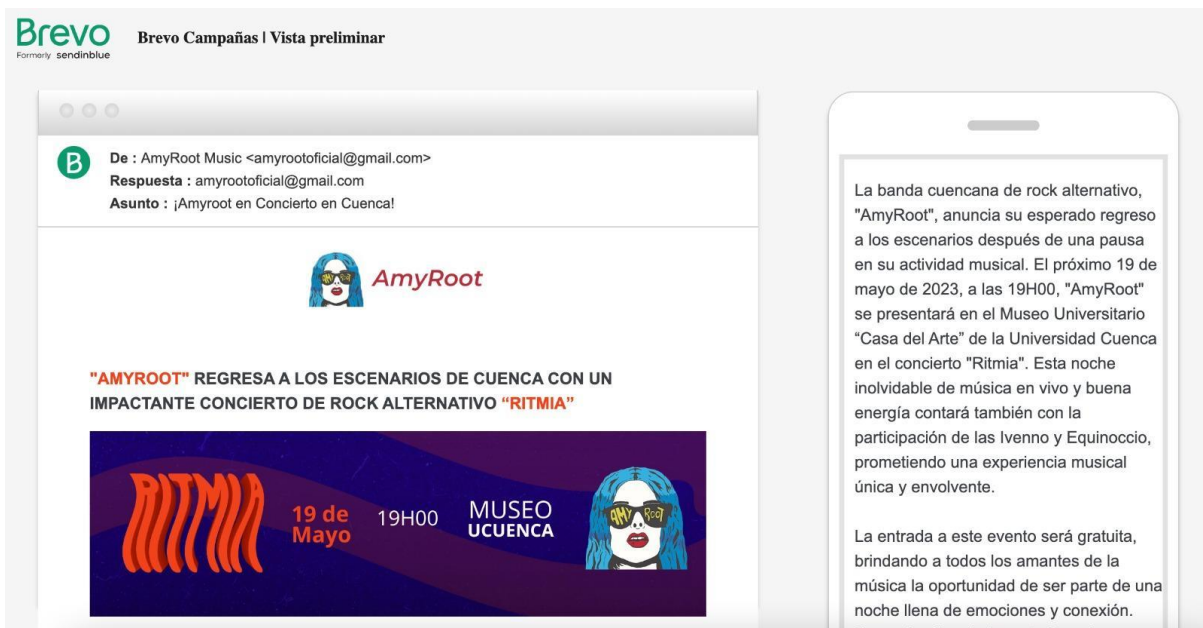 Brevo
Formerly sendinblue
Brevo Campañas | Vista preliminar
B
De : AmyRoot Music <amyrootoficial@gmail.com>
Respuesta : amyrootoficial@gmail.com
Asunto : ¡Amyroot en Concierto en Cuenca!
AMY ROOT
AmyRoot
"AMYROOT" REGRESA A LOS ESCENARIOS DE CUENCA CON UN
IMPACTANTE CONCIERTO DE ROCK ALTERNATIVO “RITMIA”
RITMIA
19 de
Mayo
19H00
MUSEO
UCUENCA
AMY ROOT
La banda cuencana de rock alternativo,
"AmyRoot", anuncia su esperado regreso
a los escenarios después de una pausa
en su actividad musical. El próximo 19 de
mayo de 2023, a las 19H00, "AmyRoot"
se presentará en el Museo Universitario
“Casa del Arte” de la Universidad Cuenca
en el concierto "Ritmia". Esta noche
inolvidable de música en vivo y buena
energía contará también con la
participación de las Ivenno y Equinoccio,
prometiendo una experiencia musical
única y envolvente.
La entrada a este evento será gratuita,
brindando a todos los amantes de la
música la oportunidad de ser parte de una
noche llena de emociones y conexión.